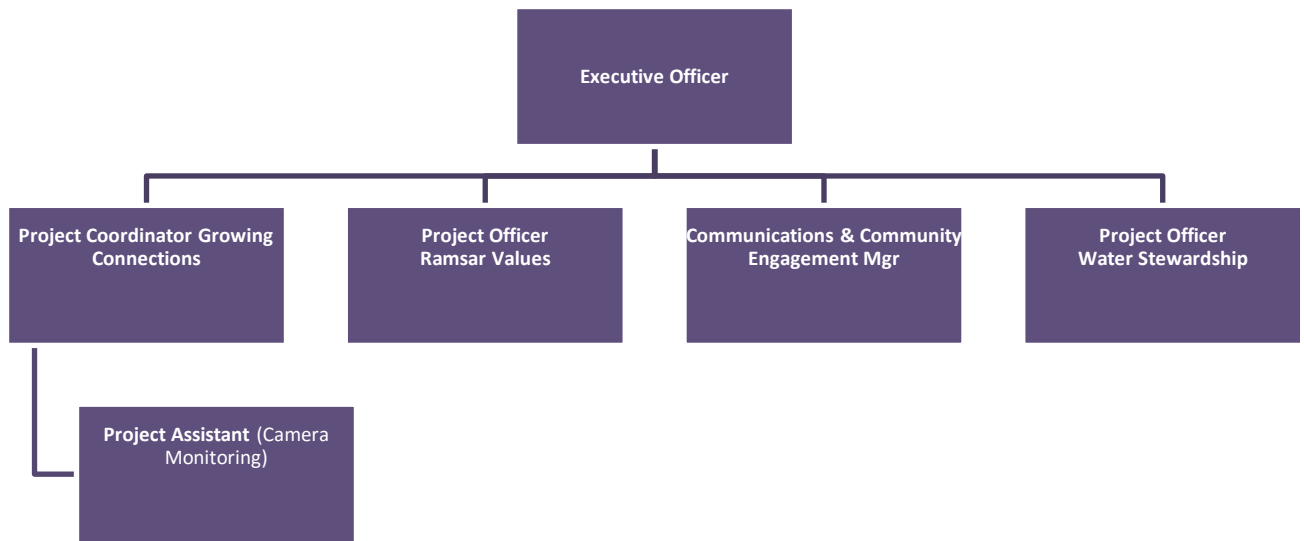 Executive Officer
Project Coordinator Growing
Connections
Project Officer
Ramsar Values
Communications & Community
Engagement Mgr
Project Officer
Water Stewardship
Project Assistant (Camera
Monitoring)